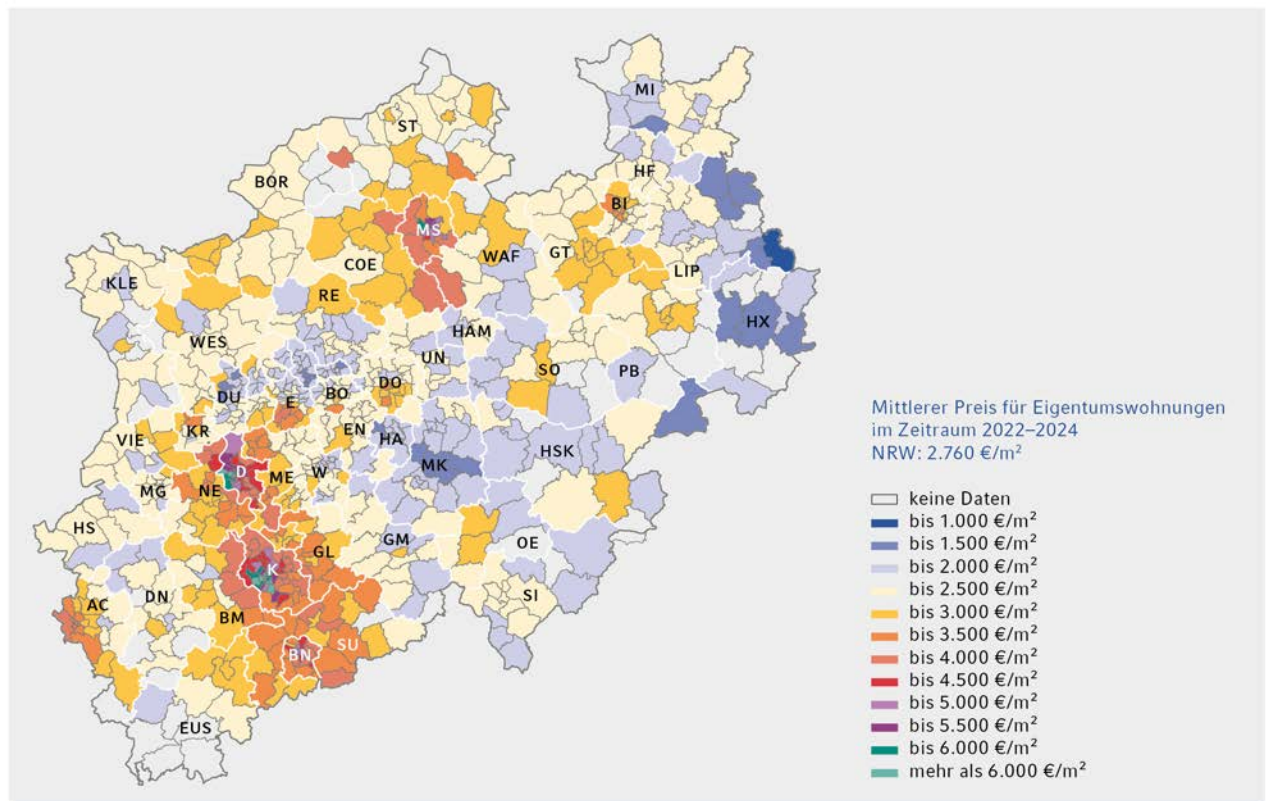 MI
ST
HF
BOR
BI
MS
WAF
GT
COE
LIP
KLE
RE
HX
HAM
WES
UN
SO
PB
DO
DU
BO
E
KR
EN
HA
VIE
HSK
MK
D
ME
W
NE
MG
HS
GM
OE
GL
K
DN
SI
AC
BM
SU
BN
EUS
Mittlerer Preis für Eigentumswohnungen
im Zeitraum 2022–2024
NRW: 2.760 €/m²
keine Daten
bis 1.000 €/m²
bis 1.500 €/m²
bis 2.000 €/m²
bis 2.500 €/m²
bis 3.000 €/m²
bis 3.500 €/m²
bis 4.000 €/m²
bis 4.500 €/m²
bis 5.000 €/m²
bis 5.500 €/m²
bis 6.000 €/m²
mehr als 6.000 €/m²